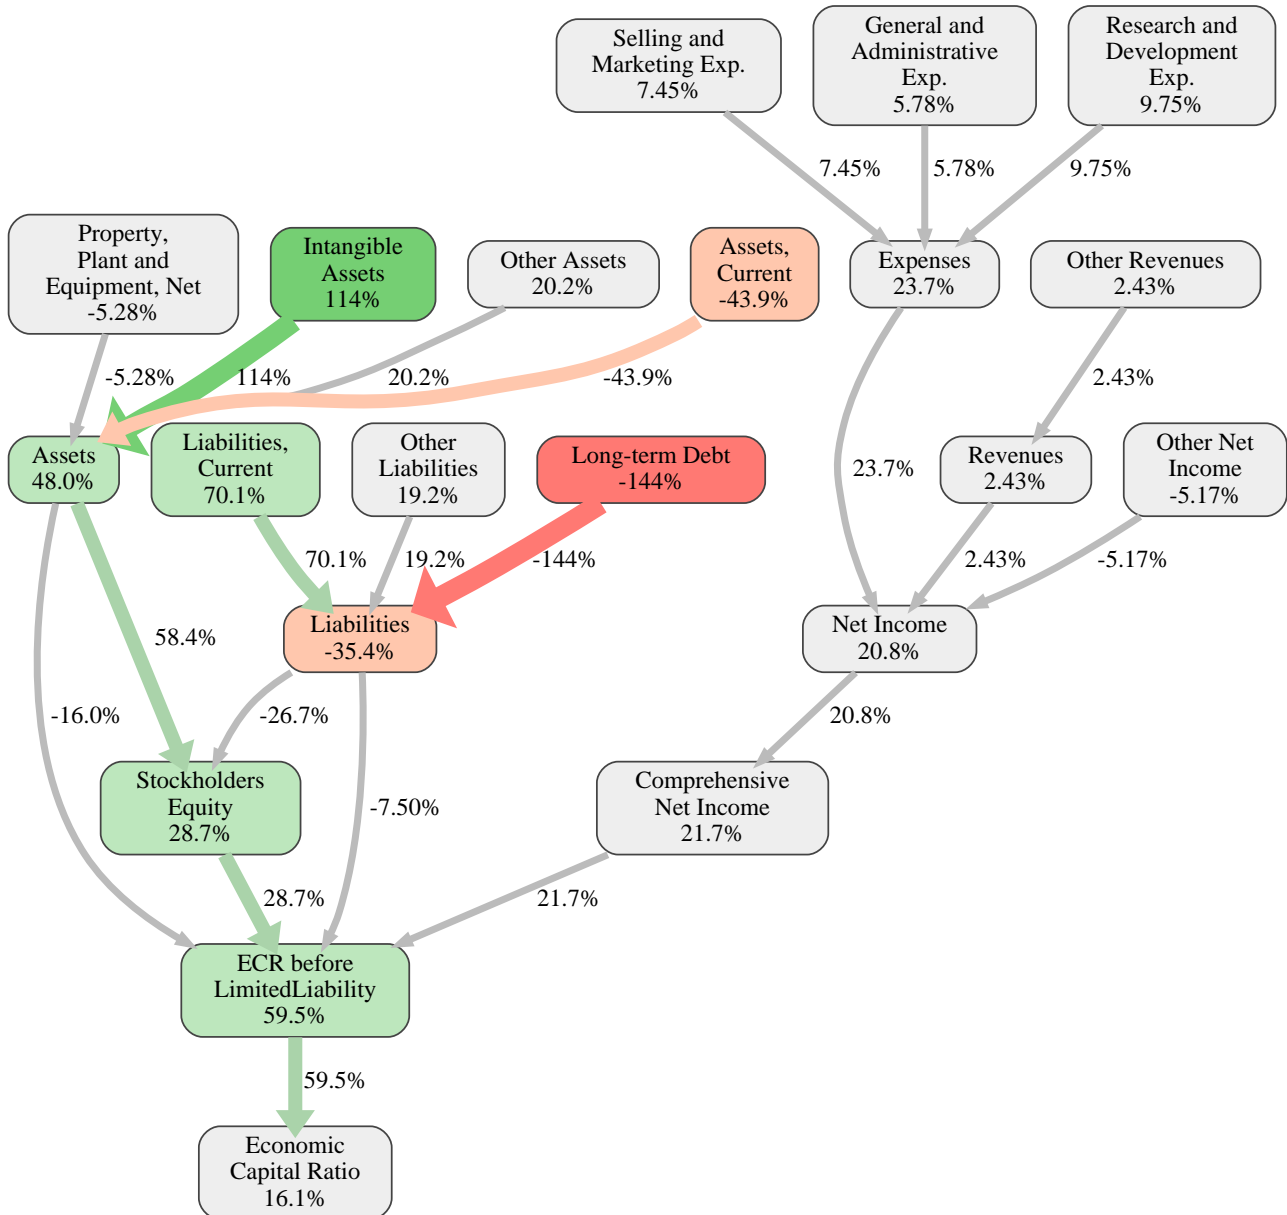 Selling and
Marketing Exp.
7.45%
General and
Administrative
Exp.
5.78%
Research and
Development
Exp.
9.75%
7.45%
5.78%
9.75%
Property,
Plant and
Equipment, Net
-5.28%
Intangible
Assets
114%
Other Assets
20.2%
Assets,
Current
-43.9%
Expenses
23.7%
Other Revenues
2.43%
-5.28%
114%
20.2%
-43.9%
2.43%
Assets
48.0%
Liabilities,
Current
70.1%
Other
Liabilities
19.2%
Long-term Debt
-144%
23.7%
Revenues
2.43%
Other Net
Income
-5.17%
70.1%
19.2%
-144%
2.43%
-5.17%
58.4%
Liabilities
-35.4%
Net Income
20.8%
-16.0%
-26.7%
20.8%
Stockholders
Equity
28.7%
-7.50%
Comprehensive
Net Income
21.7%
28.7%
21.7%
ECR before
LimitedLiability
59.5%
59.5%
Economic
Capital Ratio
16.1%